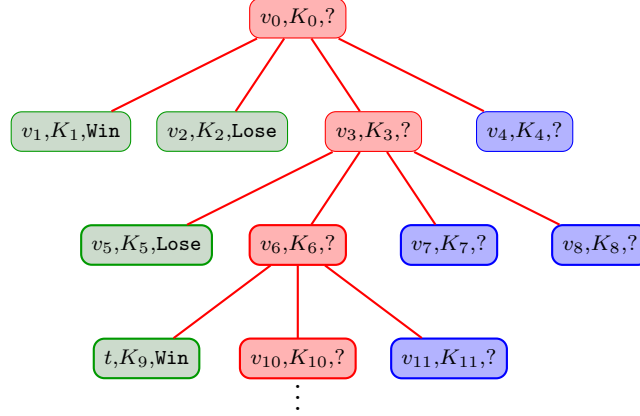 v₀,K₀,?
v₁,K₁,Win v₂,K₂,Lose v₃,K₃,? v₄,K₄,?
v₅,K₅,Lose v₆,K₆,? v₇,K₇,? v₈,K₈,?
t,K₉,Win v₁₀,K₁₀,? v₁₁,K₁₁,?
⋮